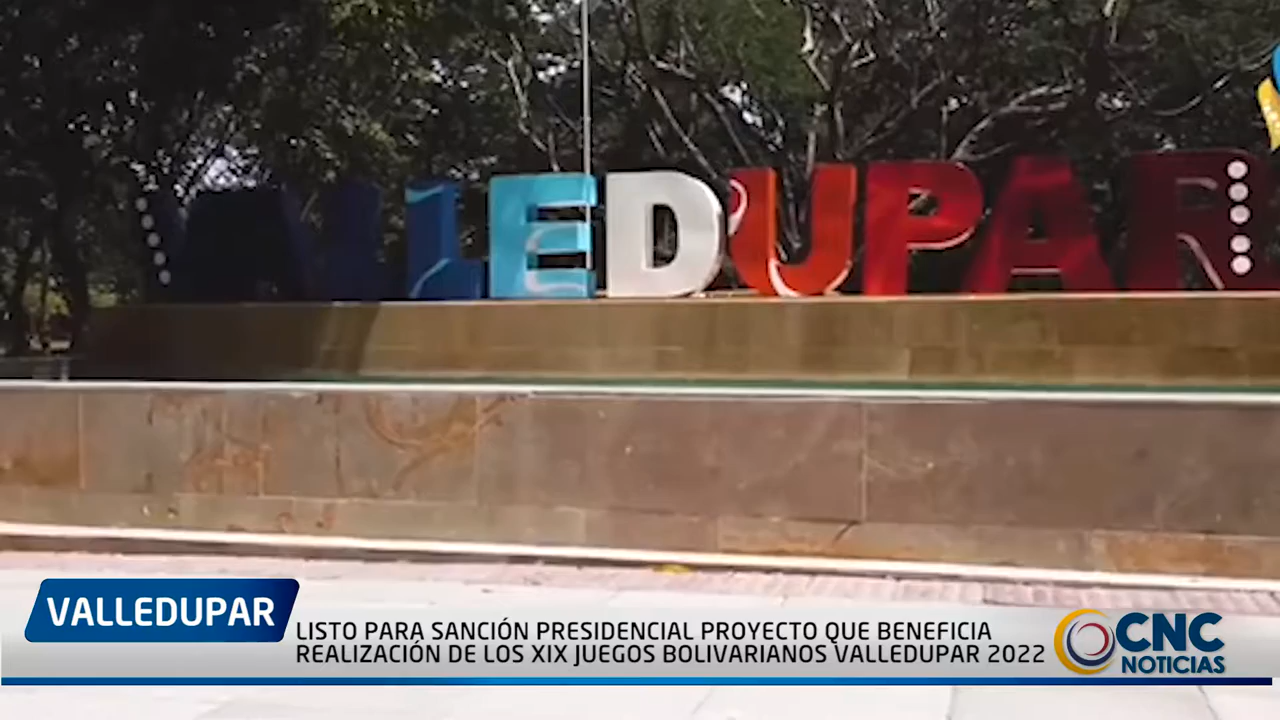 VALLEDUPAR
VALLEDUPAR
LISTO PARA SANCIÓN PRESIDENCIAL PROYECTO QUE BENEFICIA
REALIZACIÓN DE LOS XIX JUEGOS BOLIVARIANOS VALLEDUPAR 2022
CNC
NOTICIAS